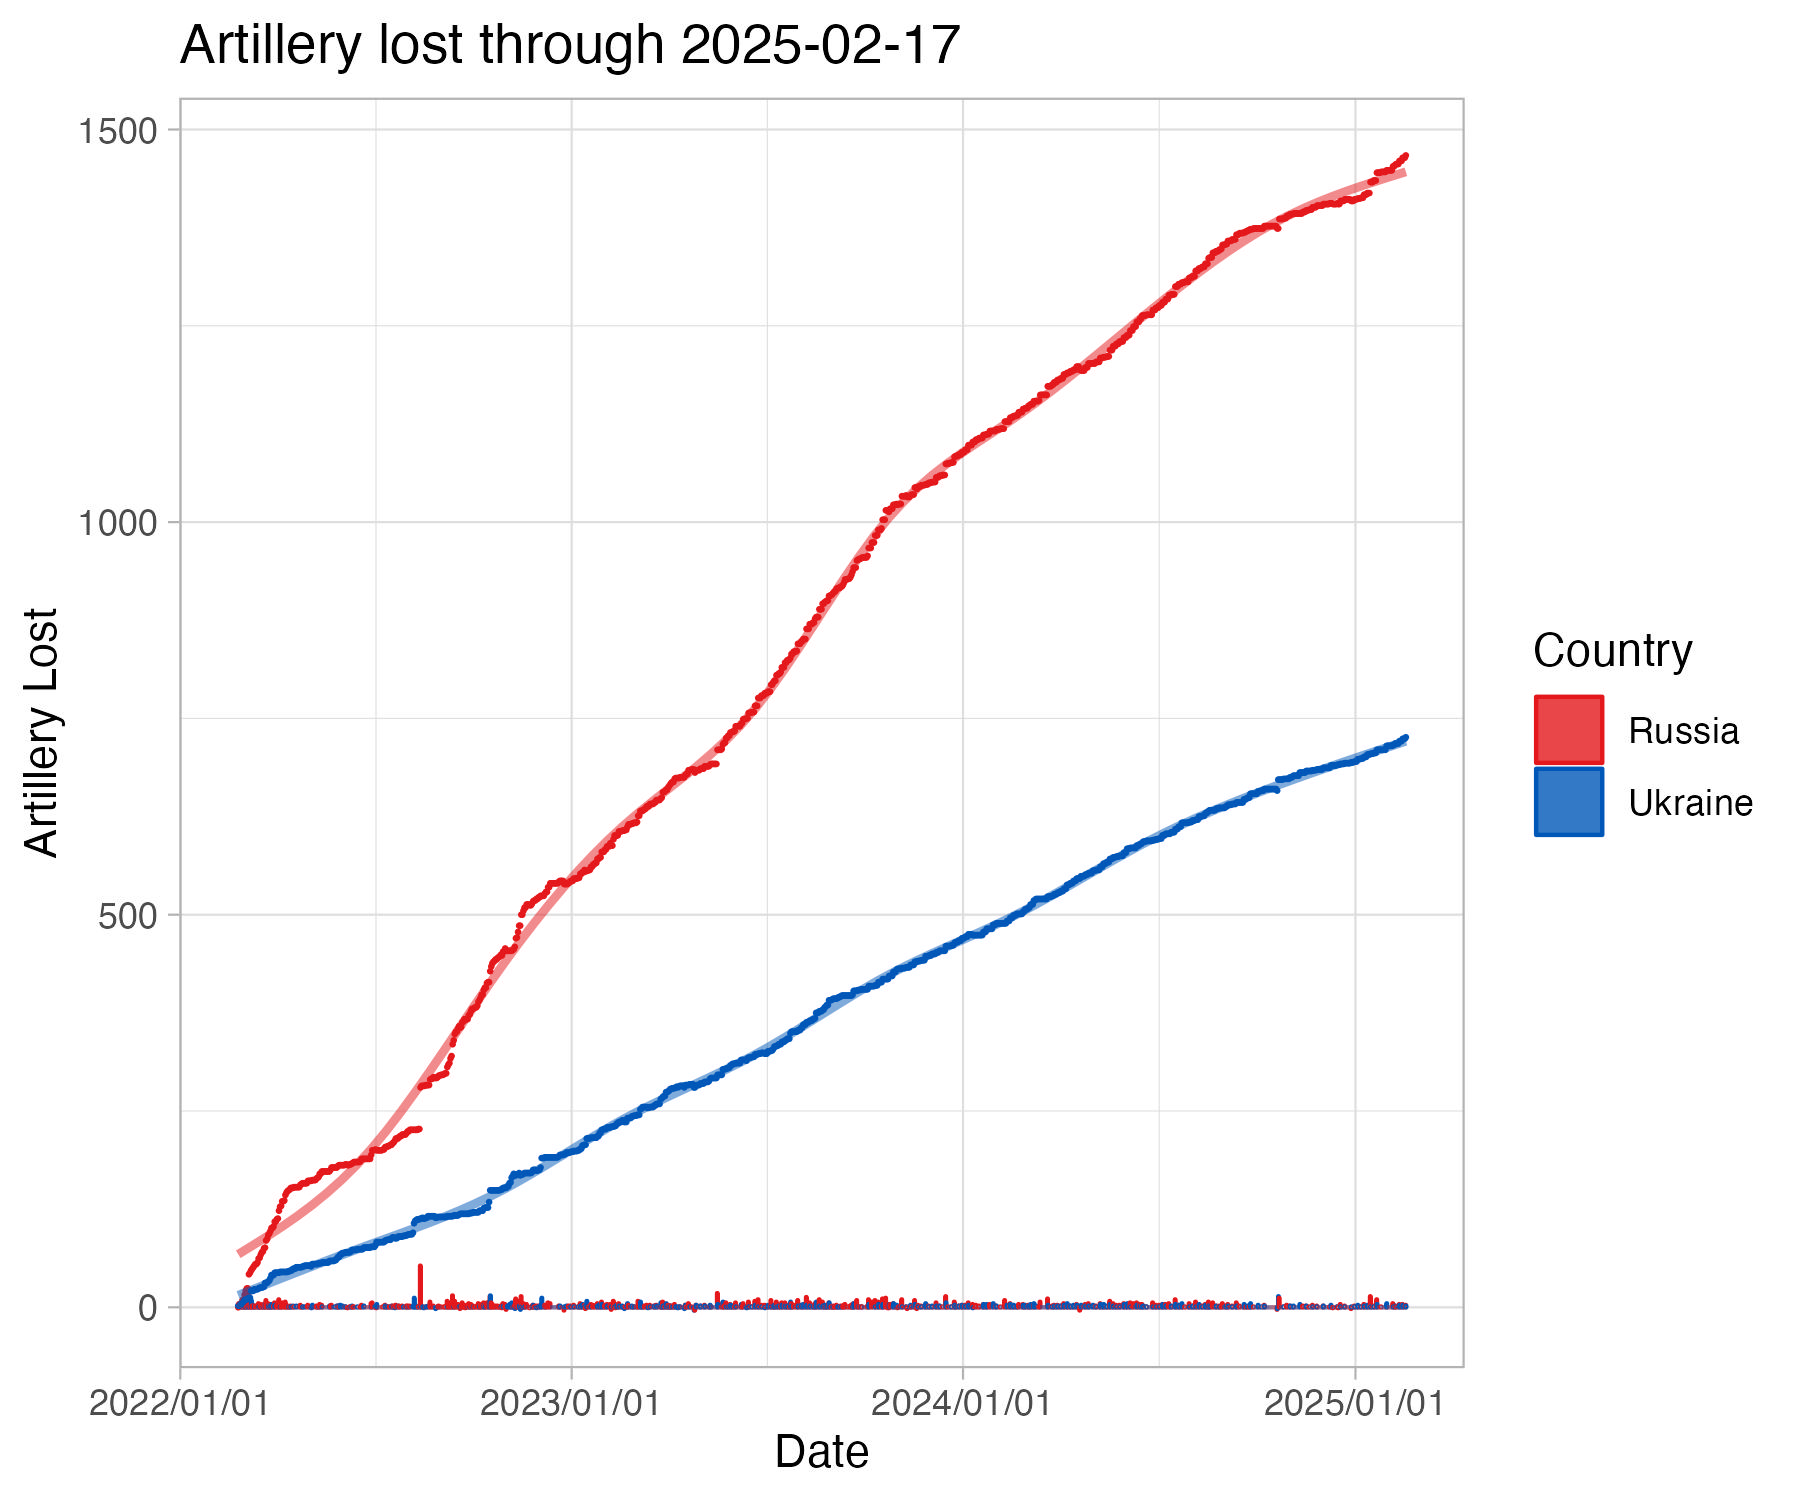 Artillery lost through 2025-02-17
Artillery Lost
1500
1000
500
0
2022/01/01
2023/01/01
2024/01/01
2025/01/01
Date
Country
Russia
Ukraine